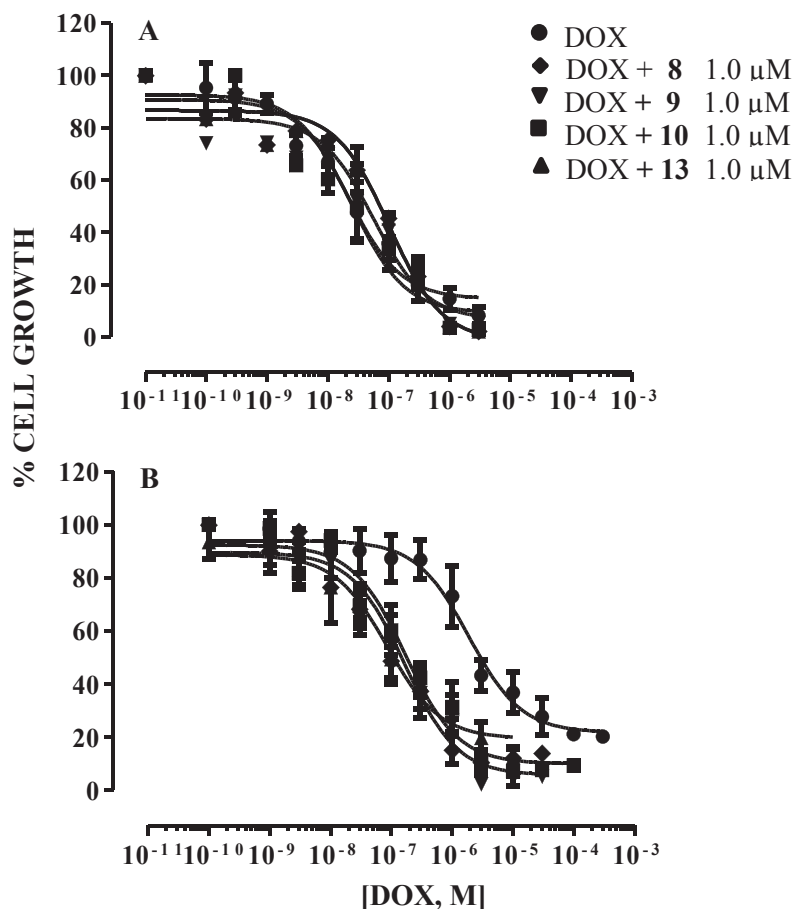 120
A
100
80
60
40
20
0
DOX
DOX + 8 1.0 µM
DOX + 9 1.0 µM
DOX + 10 1.0 µM
DOX + 13 1.0 µM
10-11 10-10 10-9 10-8 10-7 10-6 10-5 10-4 10-3
% CELL GROWTH
120
B
100
80
60
40
20
0
10-11 10-10 10-9 10-8 10-7 10-6 10-5 10-4 10-3
[DOX, M]